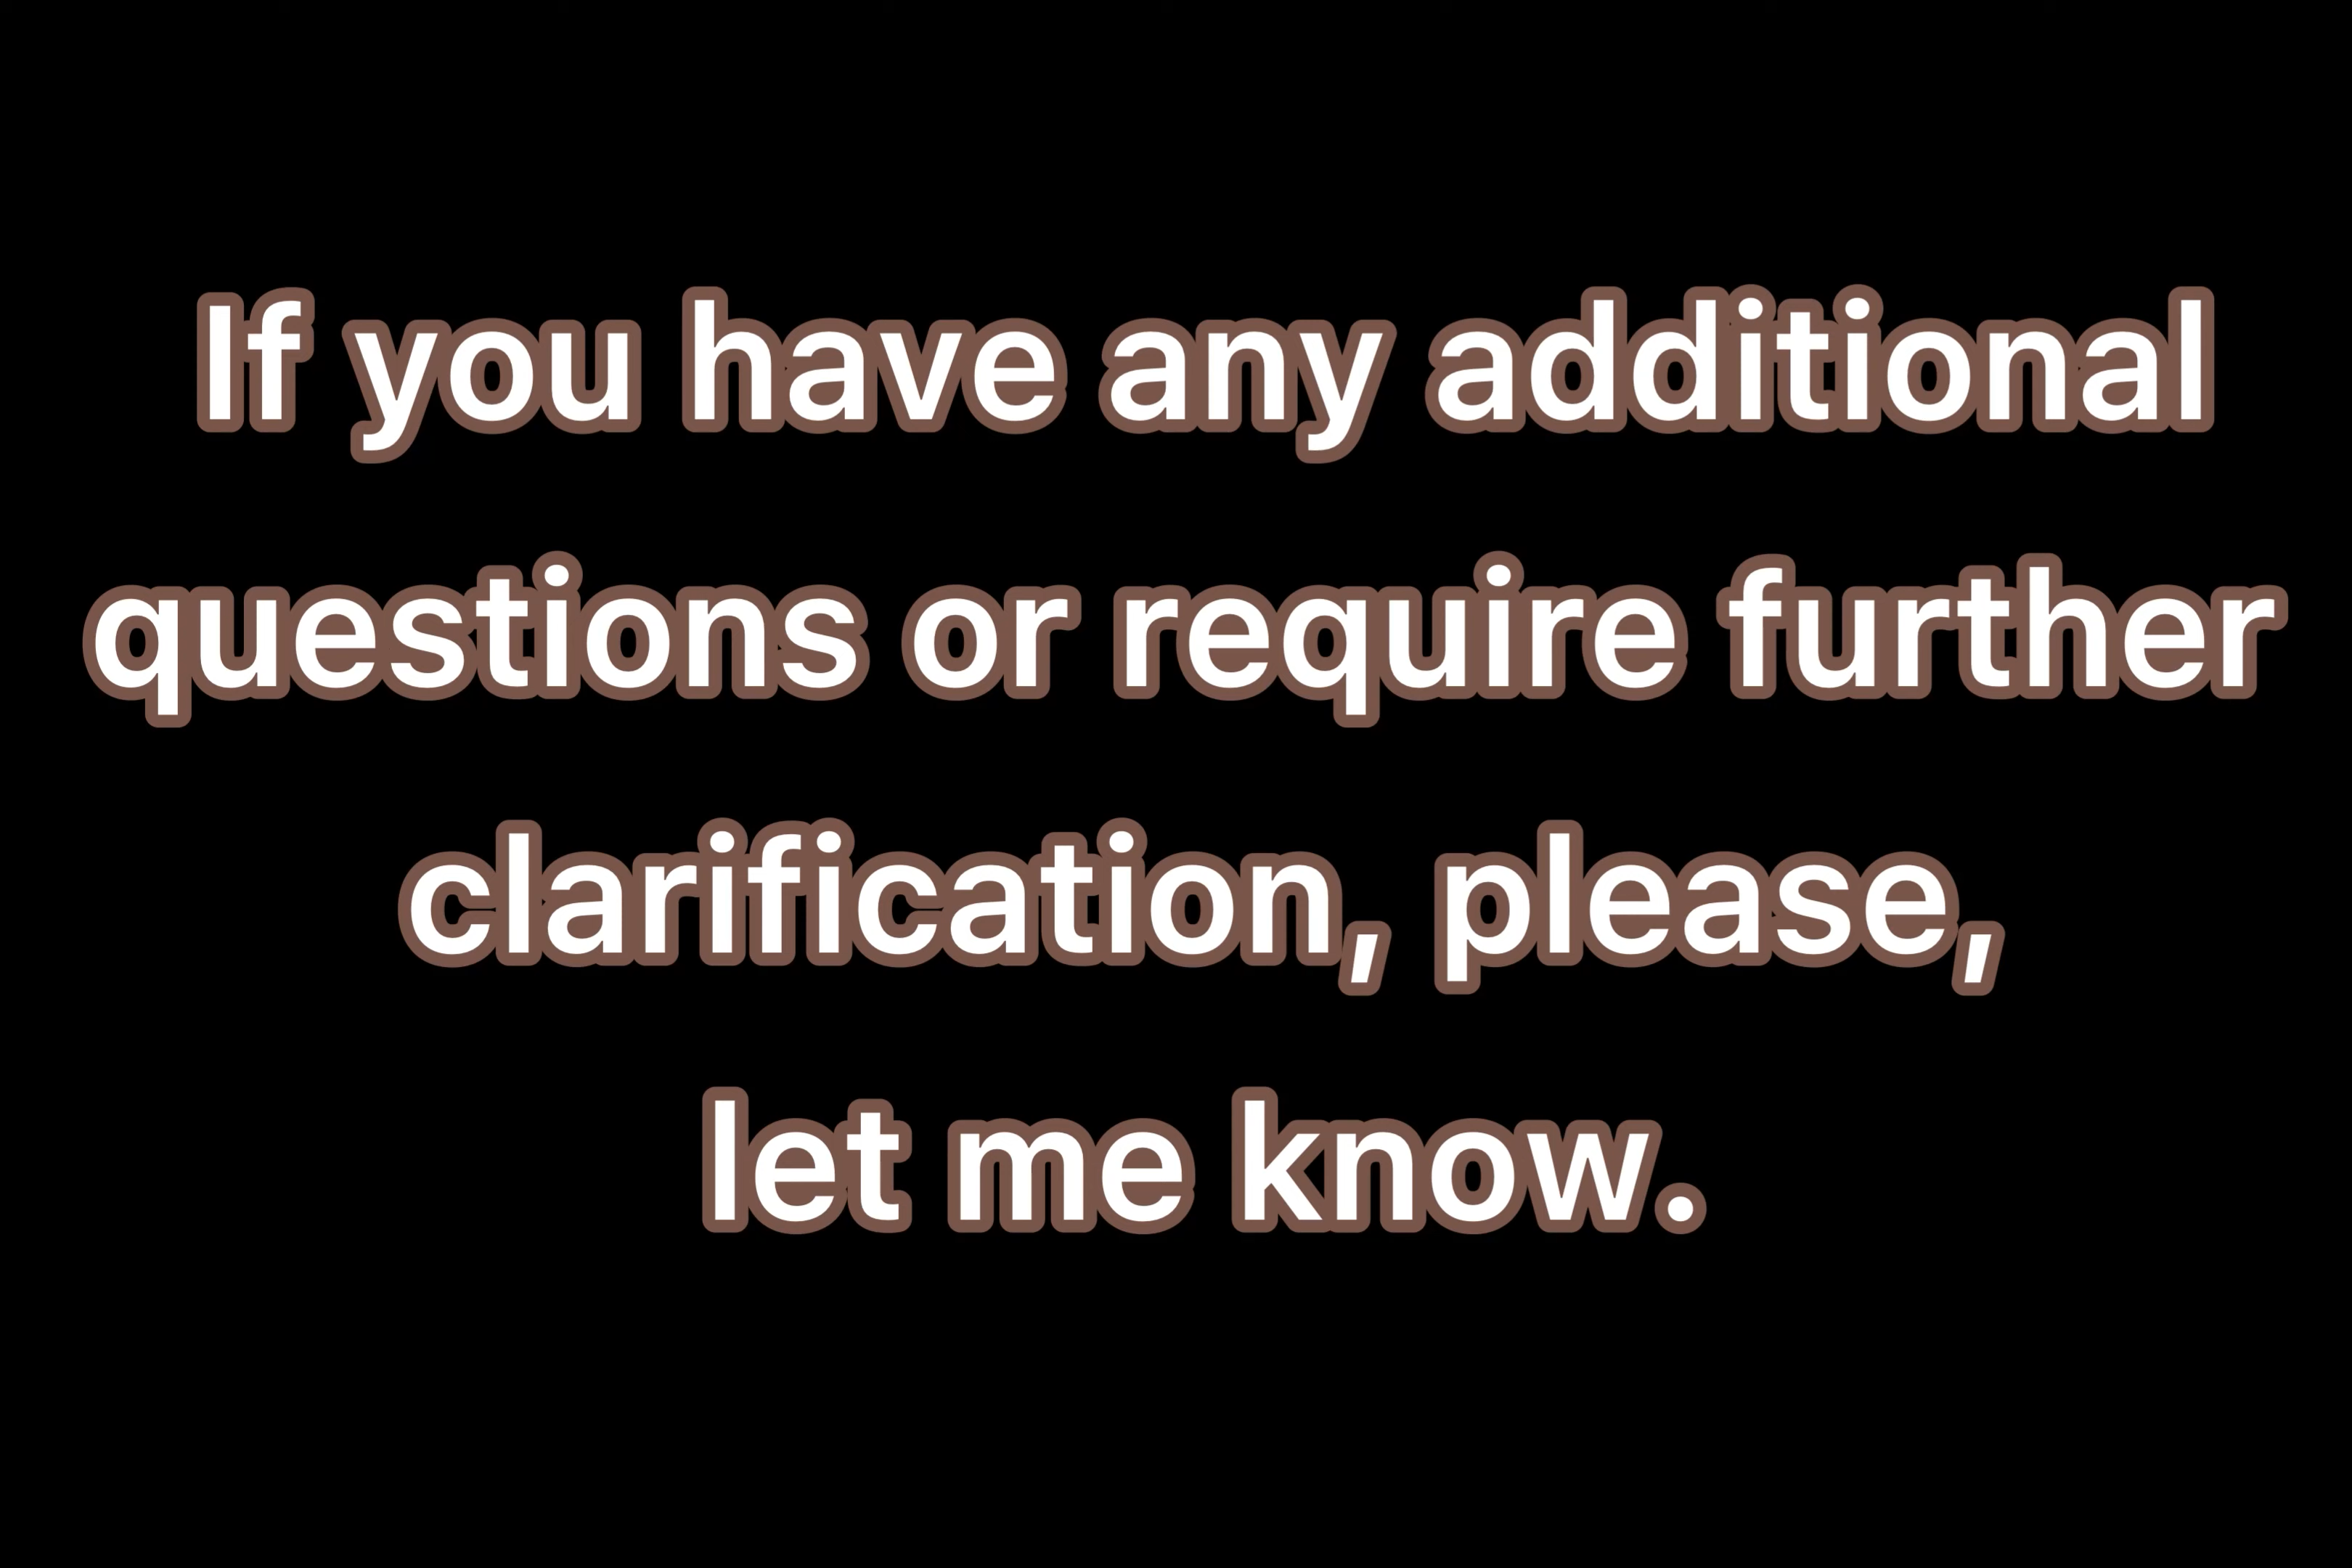 If you have any additional
questions or require further
clarification, please,
let me know.